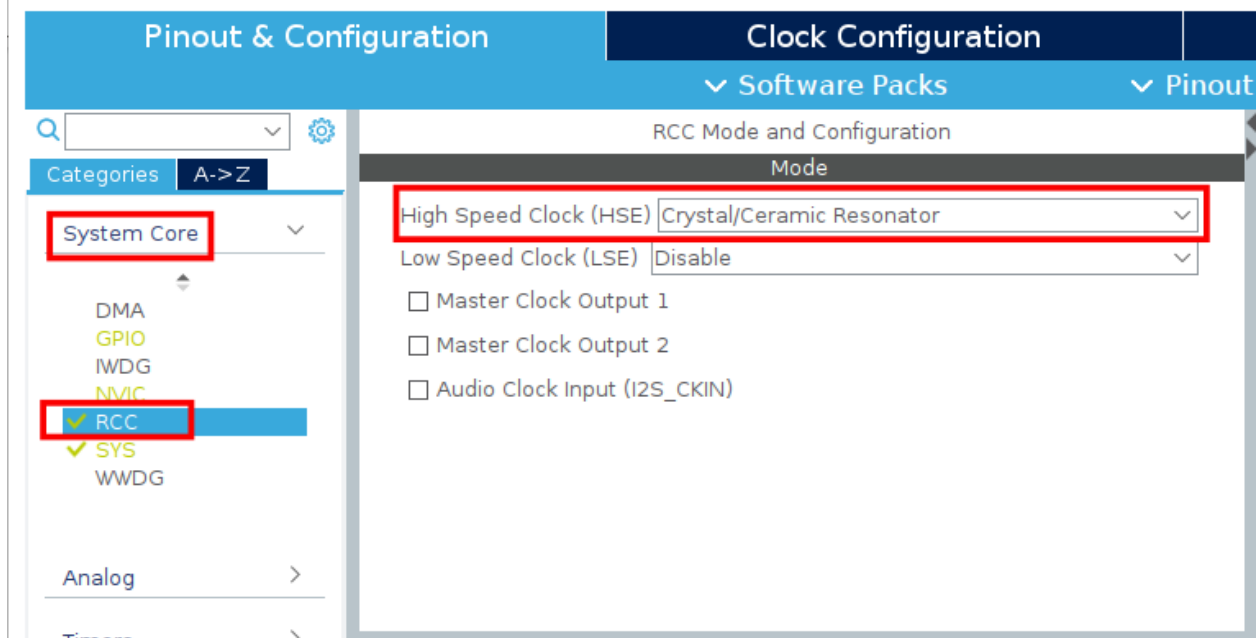 Pinout & Configuration
Clock Configuration
Software Packs
Pinout
RCC Mode and Configuration
Categories
A->Z
Mode
System Core
High Speed Clock (HSE) Crystal/Ceramic Resonator
Low Speed Clock (LSE) Disable
Master Clock Output 1
Master Clock Output 2
Audio Clock Input (I2S_CKIN)
DMA
GPIO
IWDG
NVIC
RCC
SYS
WWDG
Analog
Timers